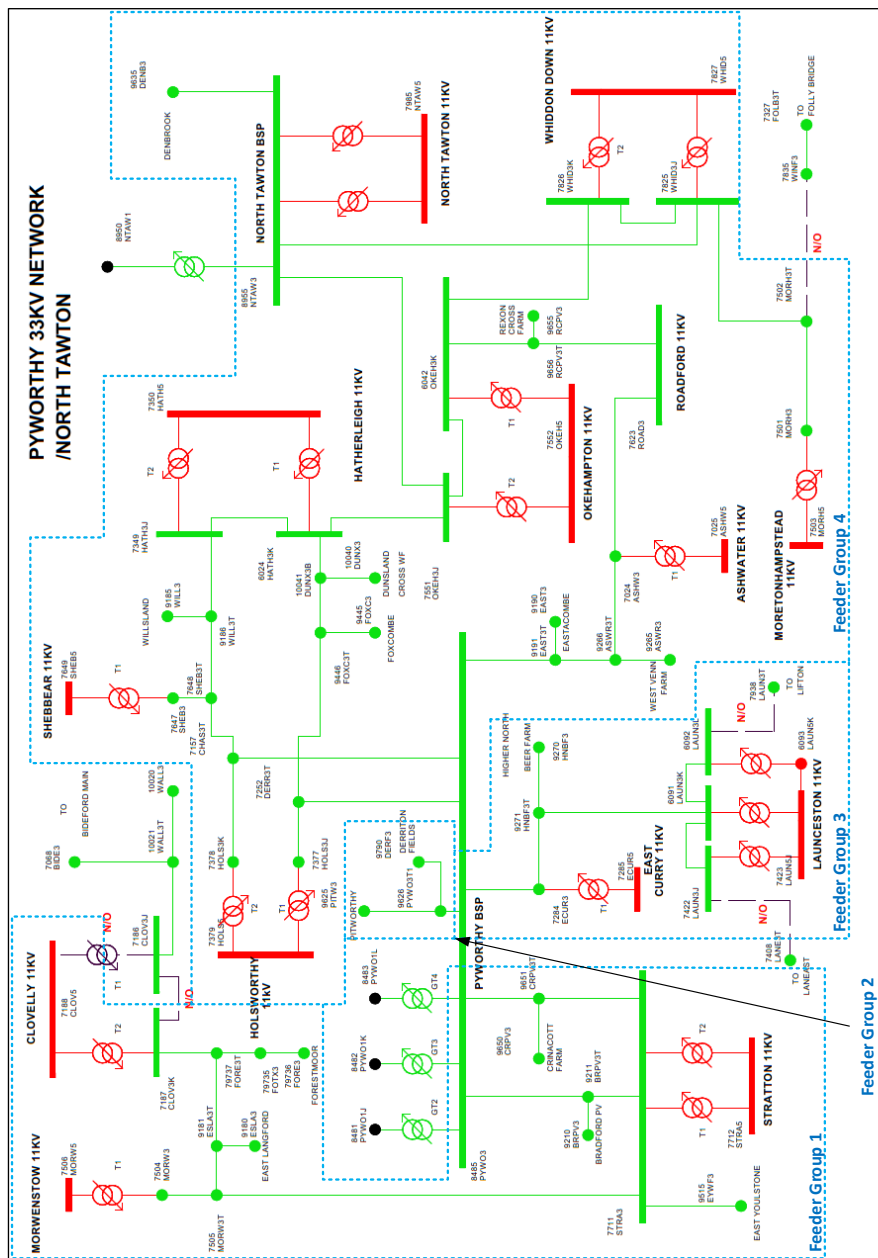 PYWORTHY 33KV NETWORK
/NORTH TAWTON
MORWENSTOW 11KV
7506
MORW5
T1
7504
MORW3
7505
MORW3T
CLOVELLY 11KV
7188
CLOV5
T2
T1
N/O
7187
CLOV3K
7186
CLOV3J
N/O
9181
ESLA3T
9180
ESLA3
EAST LANGFORD
79737
FORE3T
79735
FOTX3
79736
FORE3
FORESTMOOR
TO
BIDEFORD MAIN
7068
BIDE3
10021
WALL3T
10020
WALL3
SHEBBEAR 11KV
7649
SHEB5
T1
7648
SHEB3T
7647
SHEB3
7157
CHAS3T
WILLSLAND
9185
WILL3
9186
WILL3T
7350
HATH5
T2
T1
HATHERLEIGH 11KV
7349
HATH3J
6024
HATH3K
10041
DUNX3B
10040
DUNX3
DUNSLAND
CROSS WF
9445
FOXC3
FOXCOMBE
9446
FOXC3T
7252
DERR3T
7378
HOLS3K
7377
HOLS3J
7379
HOLS5
T2
T1
HOLSWORTHY
11kV
9625
PITW3
PITWORTHY
9790
DERF3
DERRITON
FIELDS
9626
PYWO3T1
8950
NTAW1
8955
NTAW3
NORTH TAWTON BSP
9635
DENB3
DENBROOK
7985
NTAW5
NORTH TAWTON 11KV
WHIDDON DOWN 11KV
7827
WHID5
T2
7826
WHID3K
7825
WHID3J
7327
FOLB3T
TO
FOLLY BRIDGE
7835
WINF3
N/O
7502
MORH3T
7501
MORH3
7503
MORH5
MORETONHAMPSTEAD
11KV
6042
OKEH3K
7551
OKEH3J
T1
T2
7552
OKEH5
OKEHAMPTON 11KV
REXON
CROSS
FARM
9655
RCPV3
9656
RCPV3T
ROADFORD 11KV
7623
ROAD3
7024
ASHW3
T1
7025
ASHW5
ASHWATER 11KV
9190
EAST3
EASTACOMBE
9191
EAST3T
9266
ASWR3T
9265
ASWR3
WEST VENN
FARM
PYWORTHY BSP
8481
PYWO1J
8482
PYWO1K
8483
PYWO1L
GT2
GT3
GT4
8485
PYWO3
9651
CRPV3T
9650
CRPV3
CRINACOTT
FARM
9211
BRPV3T
9210
BRPV3
BRADFORD PV
T1
T2
7712
STRA5
STRATTON 11KV
7711
STRA3
9515
EYWF3
EAST YOULSTONE
HIGHER NORTH
BEER FARM
9270
HNBF3
9271
HNBF3T
7284
ECUR3
T1
7285
ECUR5
EAST
CURRY 11KV
6092
LAUN3L
6091
LAUN3K
7422
LAUN3J
7423
LAUN5J
6093
LAUN5K
LAUNCESTON 11KV
N/O
7938
LAUN3T
TO
LIFTON
N/O
7408
LANE3T
TO
LANEAST
Feeder Group 1
Feeder Group 2
Feeder Group 3
Feeder Group 4